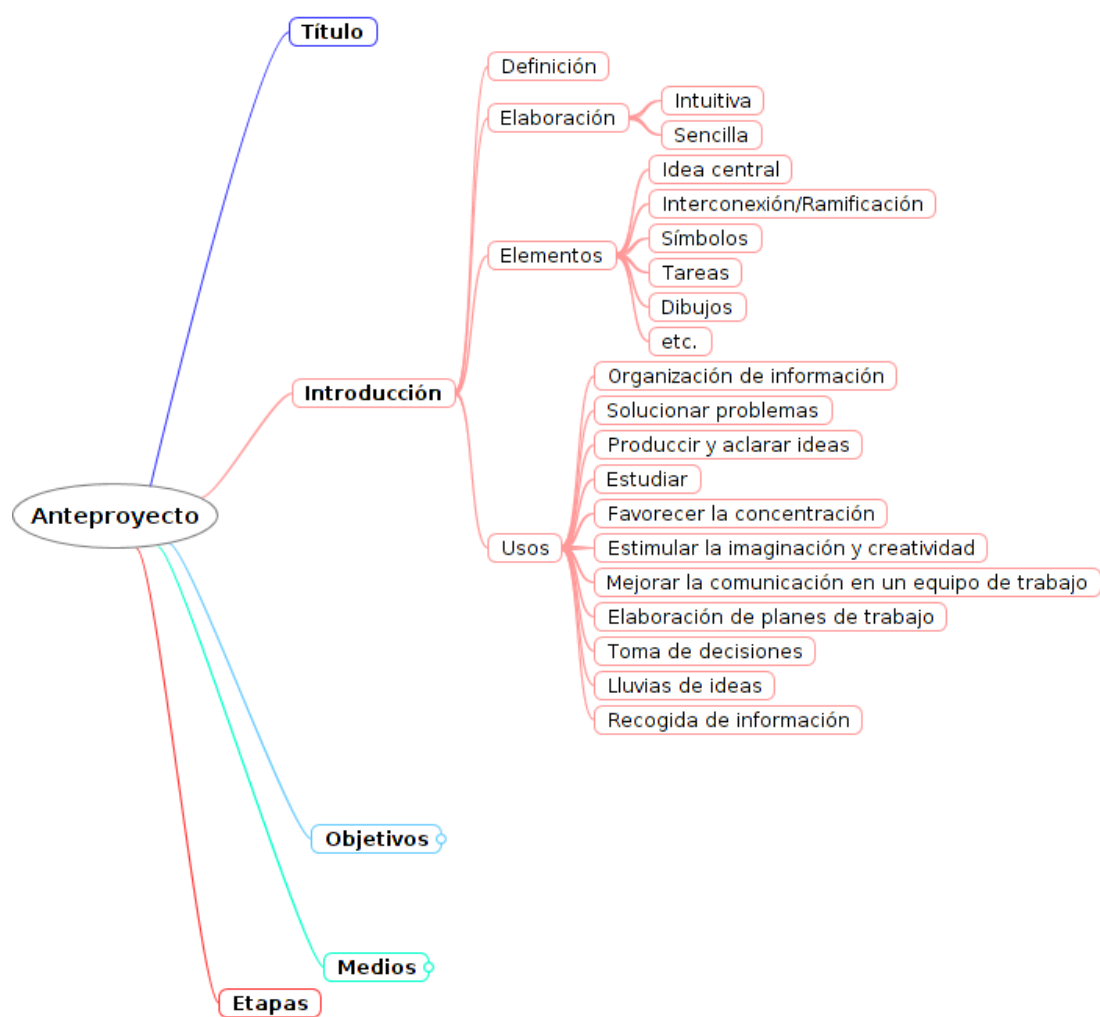 Título
Definición
Elaboración
Intuitiva
Sencilla
Elementos
Idea central
Interconexión/Ramificación
Símbolos
Tareas
Dibujos
etc.
Introducción
Usos
Organización de información
Solucionar problemas
Produccir y aclarar ideas
Estudiar
Favorecer la concentración
Estimular la imaginación y creatividad
Mejorar la comunicación en un equipo de trabajo
Elaboración de planes de trabajo
Toma de decisiones
Lluvias de ideas
Recogida de información
Anteproyecto
Objetivos
Medios
Etapas